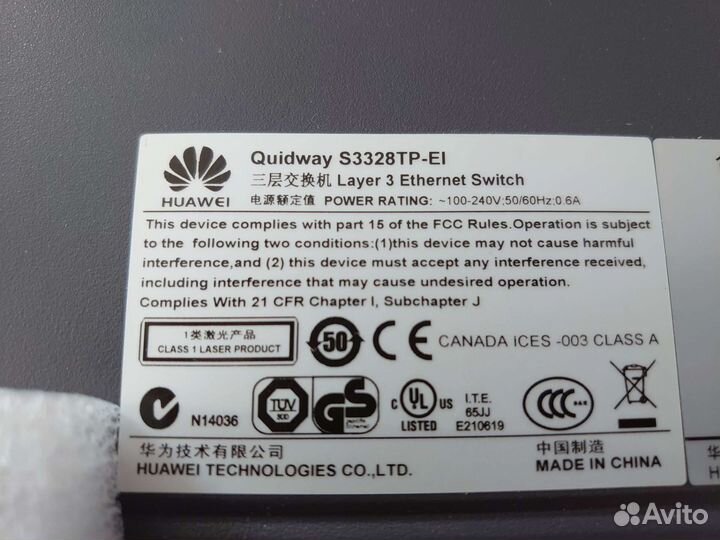 HUAWEI
Quidway S3328TP-EI
三层交换机 Layer 3 Ethernet Switch
电源额定值 POWER RATING: ~100-240V;50/60Hz;0.6A
This device complies with part 15 of the FCC Rules.Operation is subject
to the following two conditions:(1)this device may not cause harmful
interference,and (2) this device must accept any interference received,
including interference that may cause undesired operation.
Complies With 21 CFR Chapter I, Subchapter J
1类激光产品
CLASS 1 LASER PRODUCT
50
CE
CANADA ICES -003 CLASS A
N14036
TUV
GS
C UL US
LISTED
I.T.E.
65JJ
E210619
CCC
华为技术有限公司
HUAWEI TECHNOLOGIES CO.,LTD.
中国制造
MADE IN CHINA
Avito